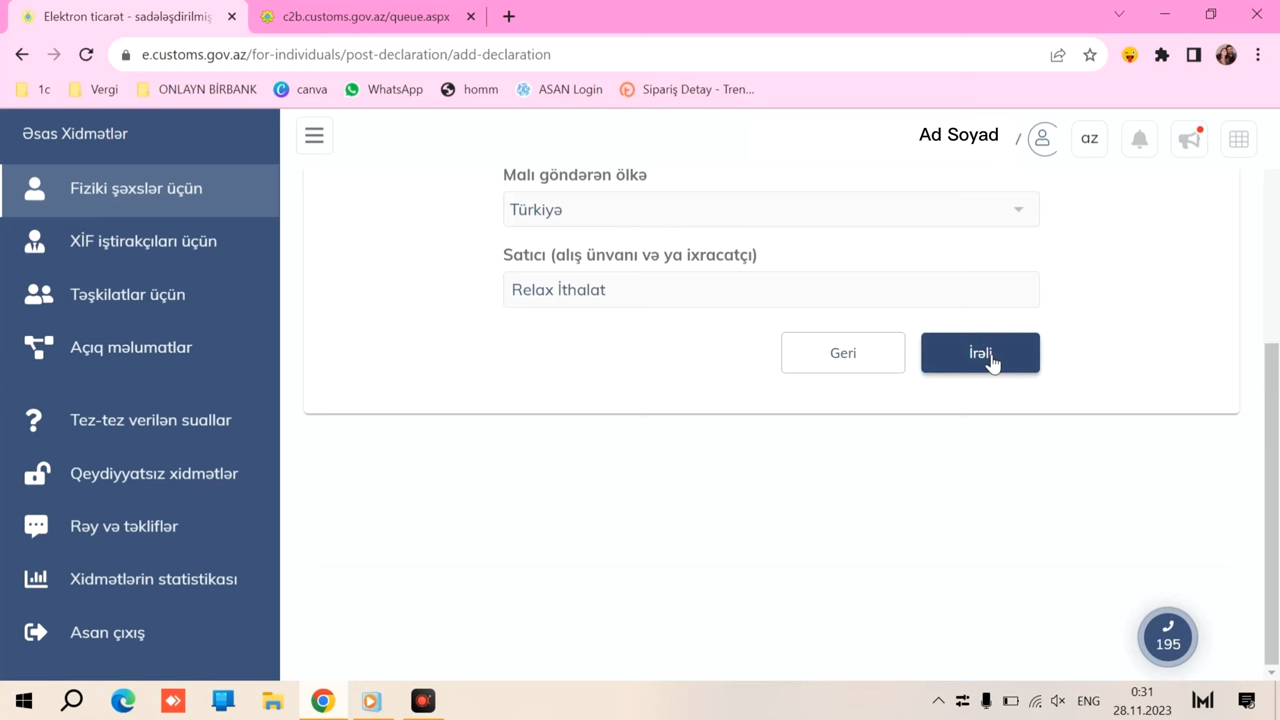 Elektron ticarət - sadələşdirilmiş
c2b.customs.gov.az/queue.aspx
e.customs.gov.az/for-individuals/post-declaration/add-declaration
1c
Vergi
ONLAYN BİRBANK
canva
WhatsApp
homm
ASAN Login
Sipariş Detay - Tren...
Əsas Xidmətlər
Ad Soyad
/
az
Fiziki şəxslər üçün
XİF iştirakçıları üçün
Təşkilatlar üçün
Açıq məlumatlar
Tez-tez verilən suallar
Qeydiyyatsız xidmətlər
Rəy və təkliflər
Xidmətlərin statistikası
Asan çıxış
Malı göndərən ölkə
Türkiyə
Satıcı (alış ünvanı və ya ixracatçı)
Relax İthalat
Geri
İrəli
195
ENG
0:31
28.11.2023